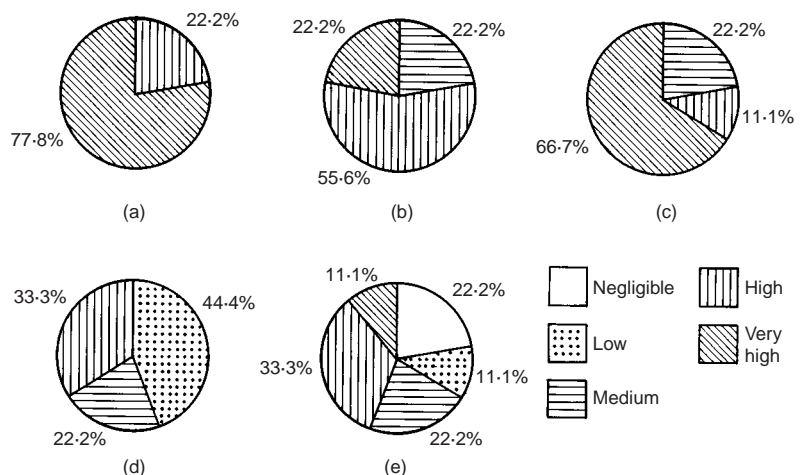 22·2%
77·8%
(a)
22·2%
22·2%
55·6%
(b)
22·2%
11·1%
66·7%
(c)
33·3%
44·4%
22·2%
(d)
11·1%
22·2%
33·3%
11·1%
22·2%
(e)
Negligible
High
Low
Very
high
Medium